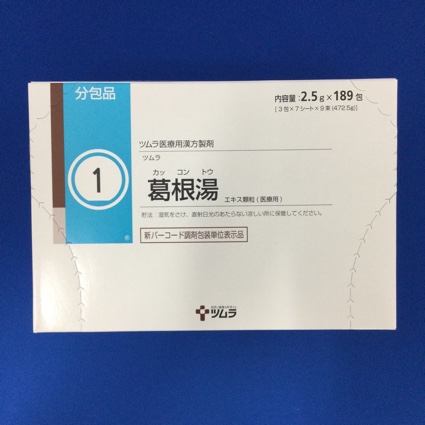 分包品
内容量:2.5g×189包
[3包×7シート×9束(472.5g)]
1
ツムラ医療用漢方製剤
ツムラ
カッ コン トウ
葛根湯 エキス顆粒(医療用)
貯法:湿気をさけ、直射日光のあたらない涼しい所に保管してください。
新バーコード調剤包装単位表示品
®
ツムラ